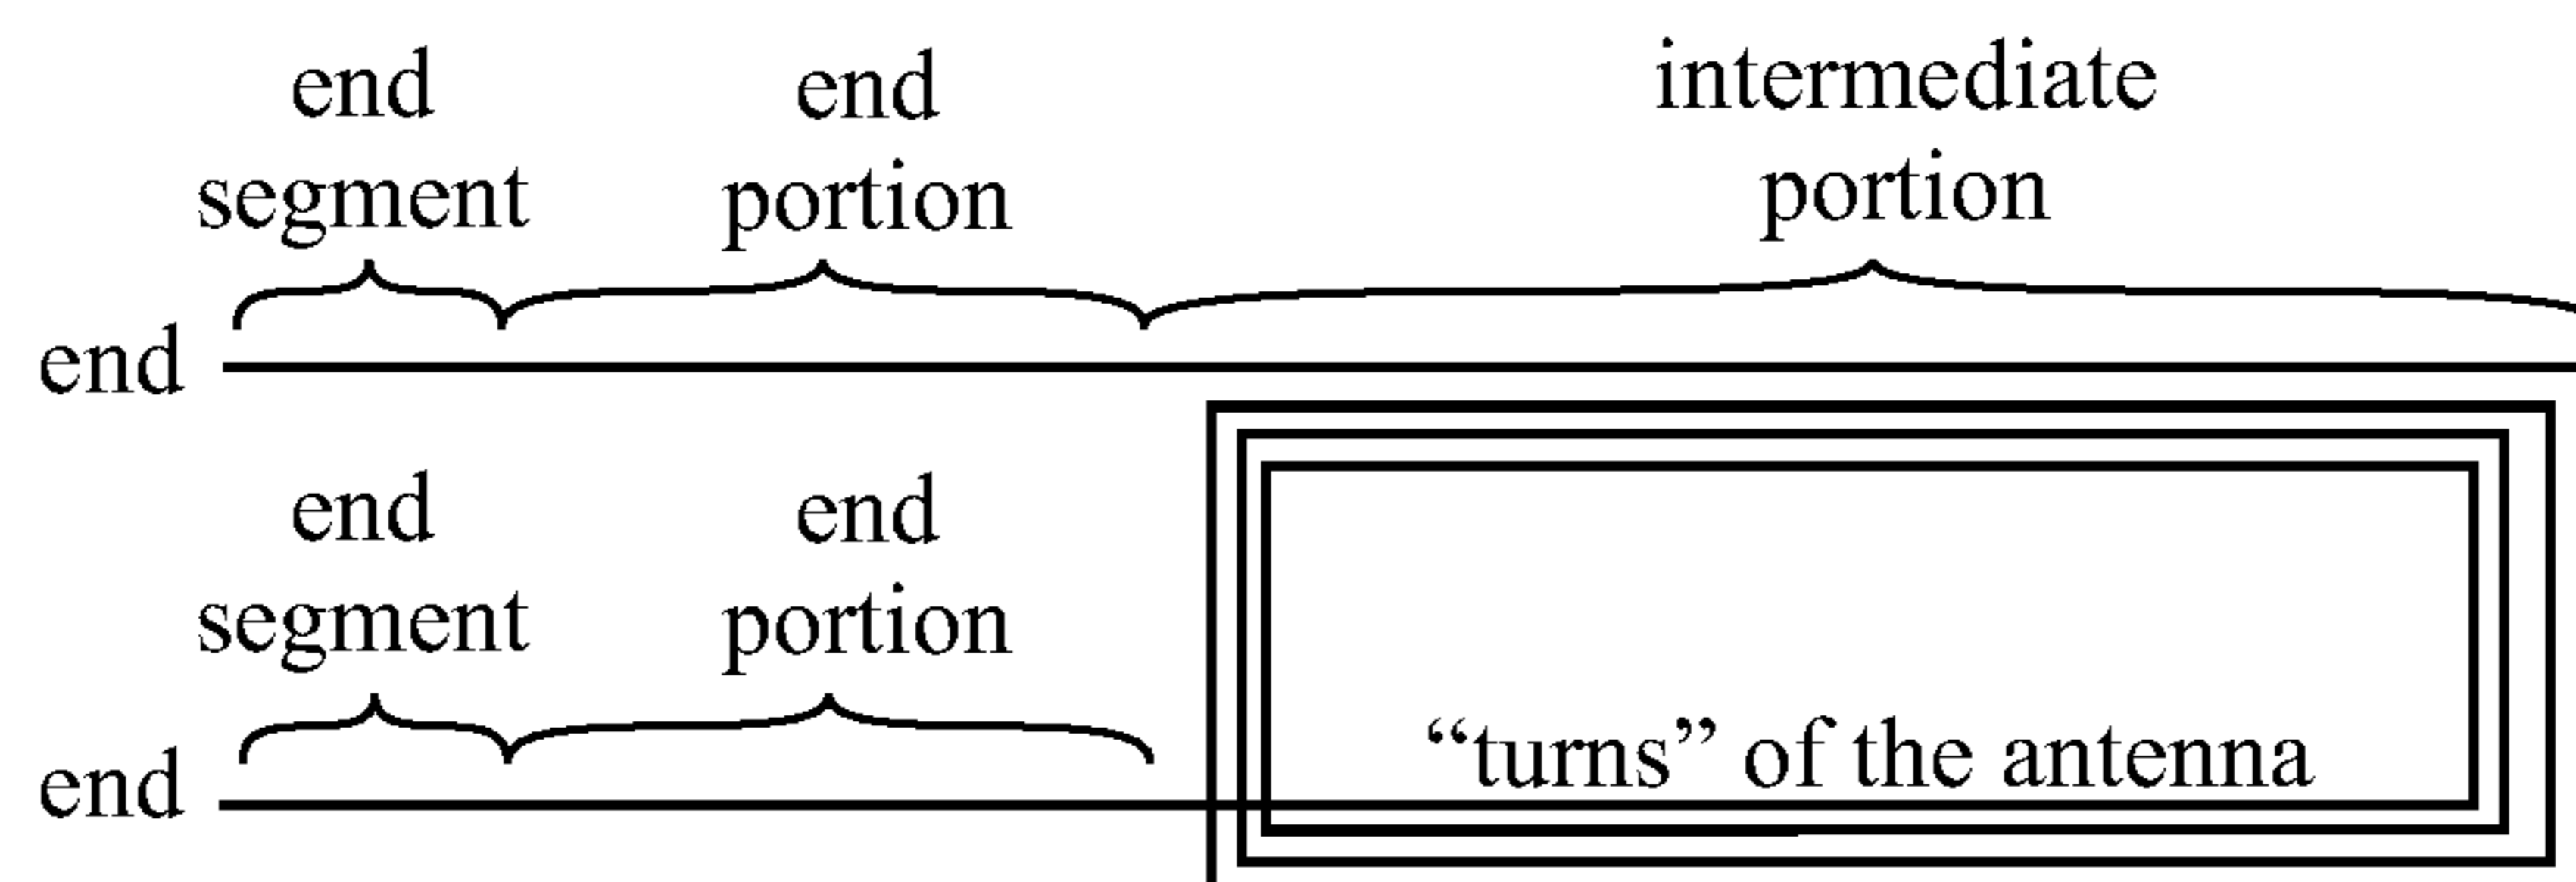 end
segment
end
portion
intermediate
portion
end
end
segment
end
portion
end
“turns” of the antenna